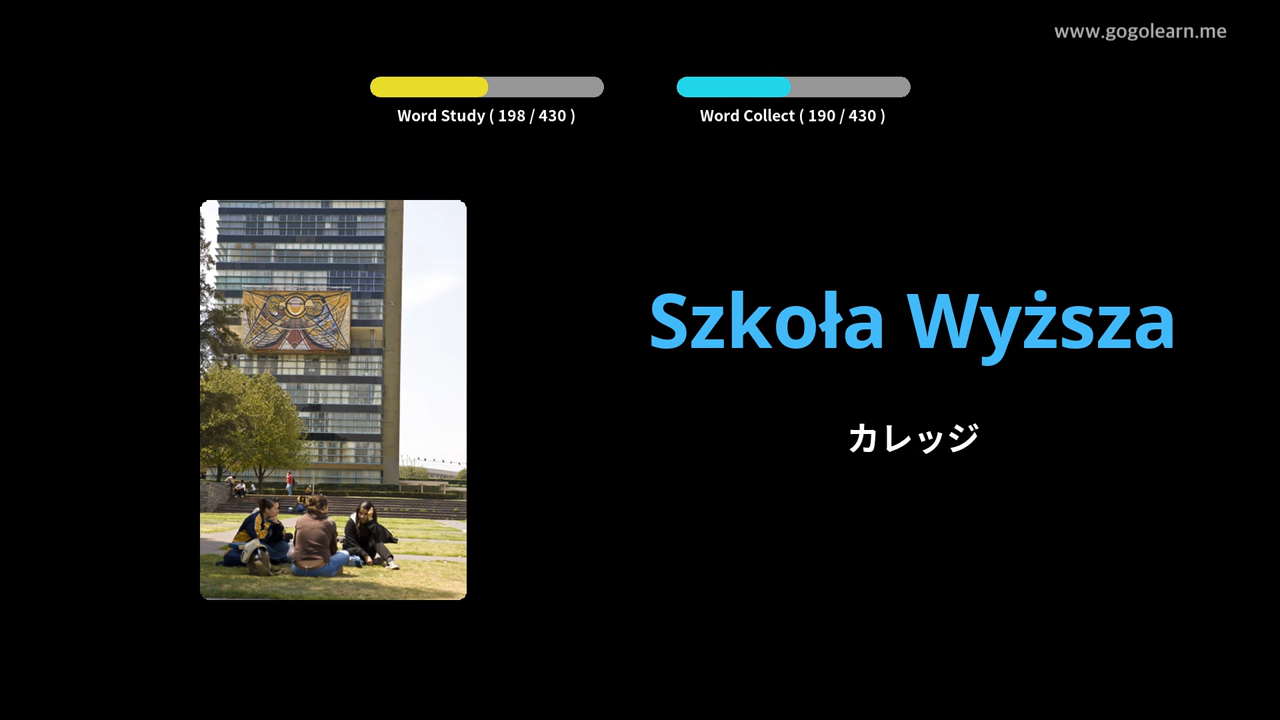 www.gogolearn.me
Word Study ( 198 / 430 )
Word Collect ( 190 / 430 )
Szkoła Wyższa
カレッジ